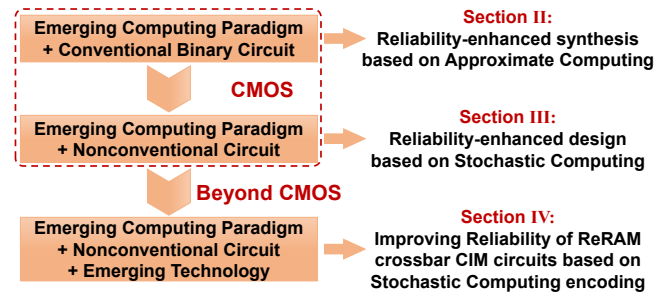 Emerging Computing Paradigm
+ Conventional Binary Circuit
Section II:
Reliability-enhanced synthesis
based on Approximate Computing
CMOS
Emerging Computing Paradigm
+ Nonconventional Circuit
Section III:
Reliability-enhanced design
based on Stochastic Computing
Beyond CMOS
Emerging Computing Paradigm
+ Nonconventional Circuit
+ Emerging Technology
Section IV:
Improving Reliability of ReRAM
crossbar CIM circuits based on
Stochastic Computing encoding